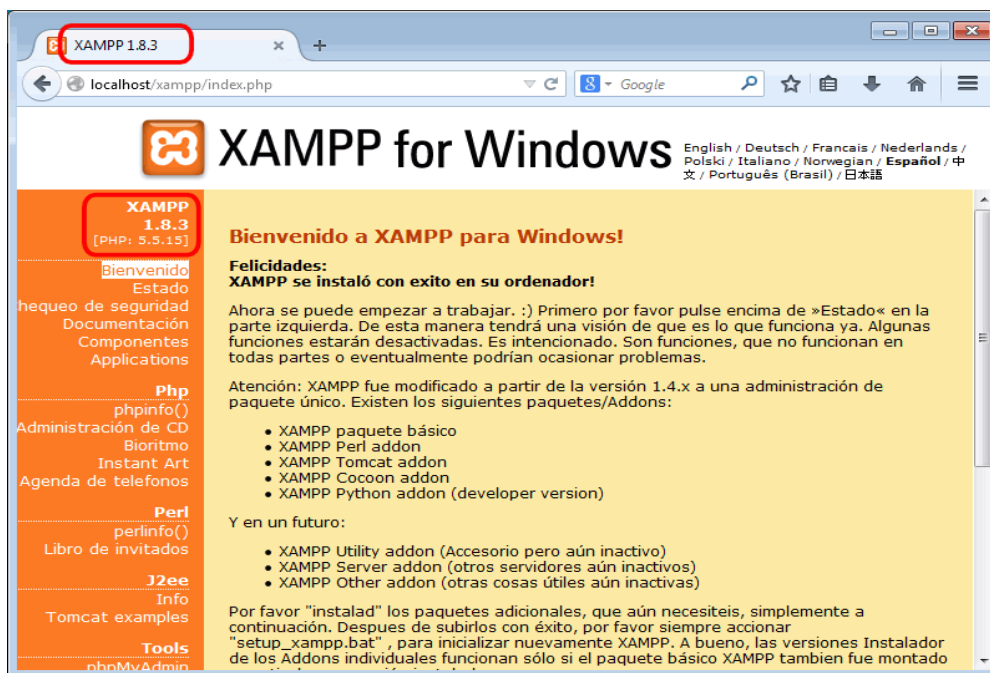 XAMPP 1.8.3
localhost/xampp/index.php
Google
XAMPP for Windows
English / Deutsch / Francais / Nederlands /
Polski / Italiano / Norwegian / Español / 中
文 / Português (Brasil) / 日本語
XAMPP
1.8.3
[PHP: 5.5.15]
Bienvenido
Estado
hequeo de seguridad
Documentación
Componentes
Applications
Php
phpinfo()
Administración de CD
Bioritmo
Instant Art
Agenda de telefonos
Perl
perlinfo()
Libro de invitados
J2ee
Info
Tomcat examples
Tools
phpMyAdmin
Bienvenido a XAMPP para Windows!
Felicidades:
XAMPP se instaló con exito en su ordenador!
Ahora se puede empezar a trabajar. :) Primero por favor pulse encima de »Estado« en la
parte izquierda. De esta manera tendrá una visión de que es lo que funciona ya. Algunas
funciones estarán desactivadas. Es intencionado. Son funciones, que no funcionan en
todas partes o eventualmente podrían ocasionar problemas.
Atención: XAMPP fue modificado a partir de la versión 1.4.x a una administración de
paquete único. Existen los siguientes paquetes/Addons:
• XAMPP paquete básico
• XAMPP Perl addon
• XAMPP Tomcat addon
• XAMPP Cocoon addon
• XAMPP Python addon (developer version)
Y en un futuro:
• XAMPP Utility addon (Accesorio pero aún inactivo)
• XAMPP Server addon (otros servidores aún inactivos)
• XAMPP Other addon (otras cosas útiles aún inactivas)
Por favor "instalad" los paquetes adicionales, que aún necesiteis, simplemente a
continuación. Despues de subirlos con éxito, por favor siempre accionar
"setup_xampp.bat" , para inicializar nuevamente XAMPP. A bueno, las versiones Instalador
de los Addons individuales funcionan sólo si el paquete básico XAMPP tambien fue montado